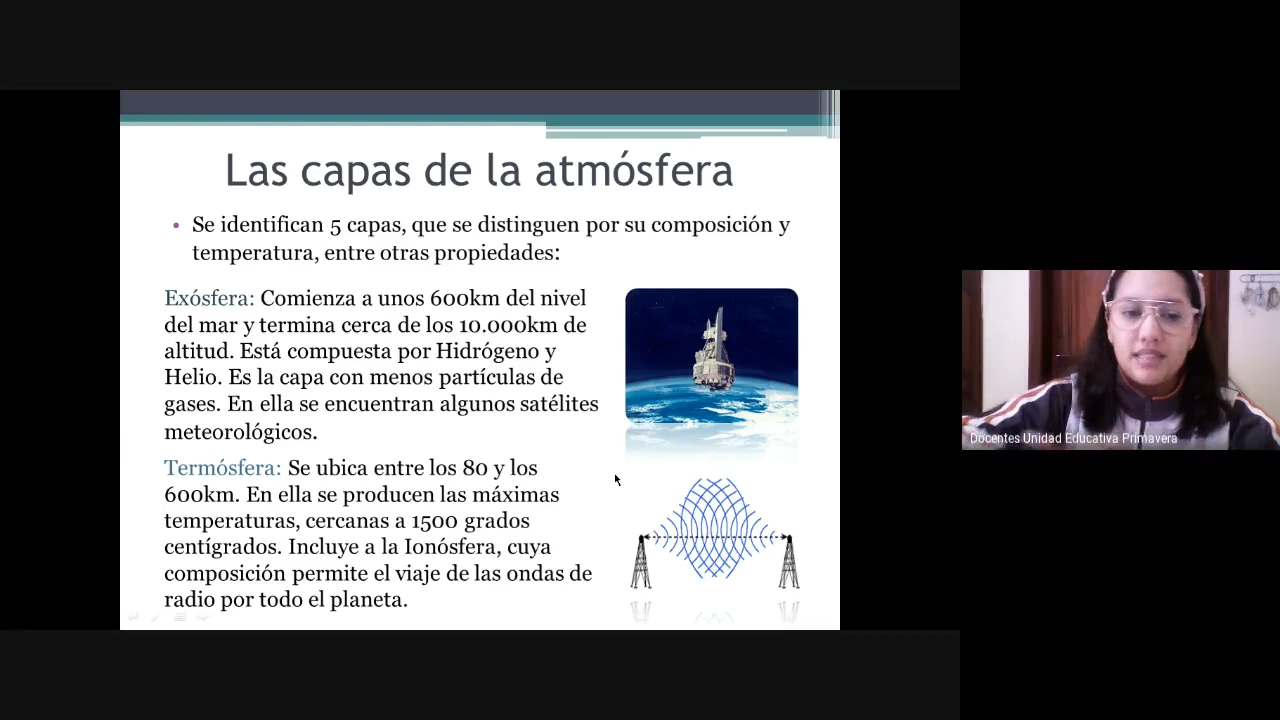 Las capas de la atmósfera
• Se identifican 5 capas, que se distinguen por su composición y
temperatura, entre otras propiedades:
Exósfera: Comienza a unos 600km del nivel
del mar y termina cerca de los 10.000km de
altitud. Está compuesta por Hidrógeno y
Helio. Es la capa con menos partículas de
gases. En ella se encuentran algunos satélites
meteorológicos.
Termósfera: Se ubica entre los 80 y los
600km. En ella se producen las máximas
temperaturas, cercanas a 1500 grados
centígrados. Incluye a la Ionósfera, cuya
composición permite el viaje de las ondas de
radio por todo el planeta.
Docentes Unidad Educativa Primavera